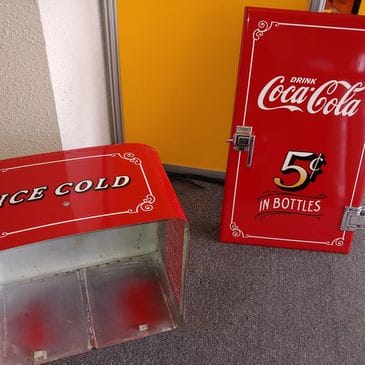 ICE COLD
DRINK
Coca-Cola
5¢
IN BOTTLES